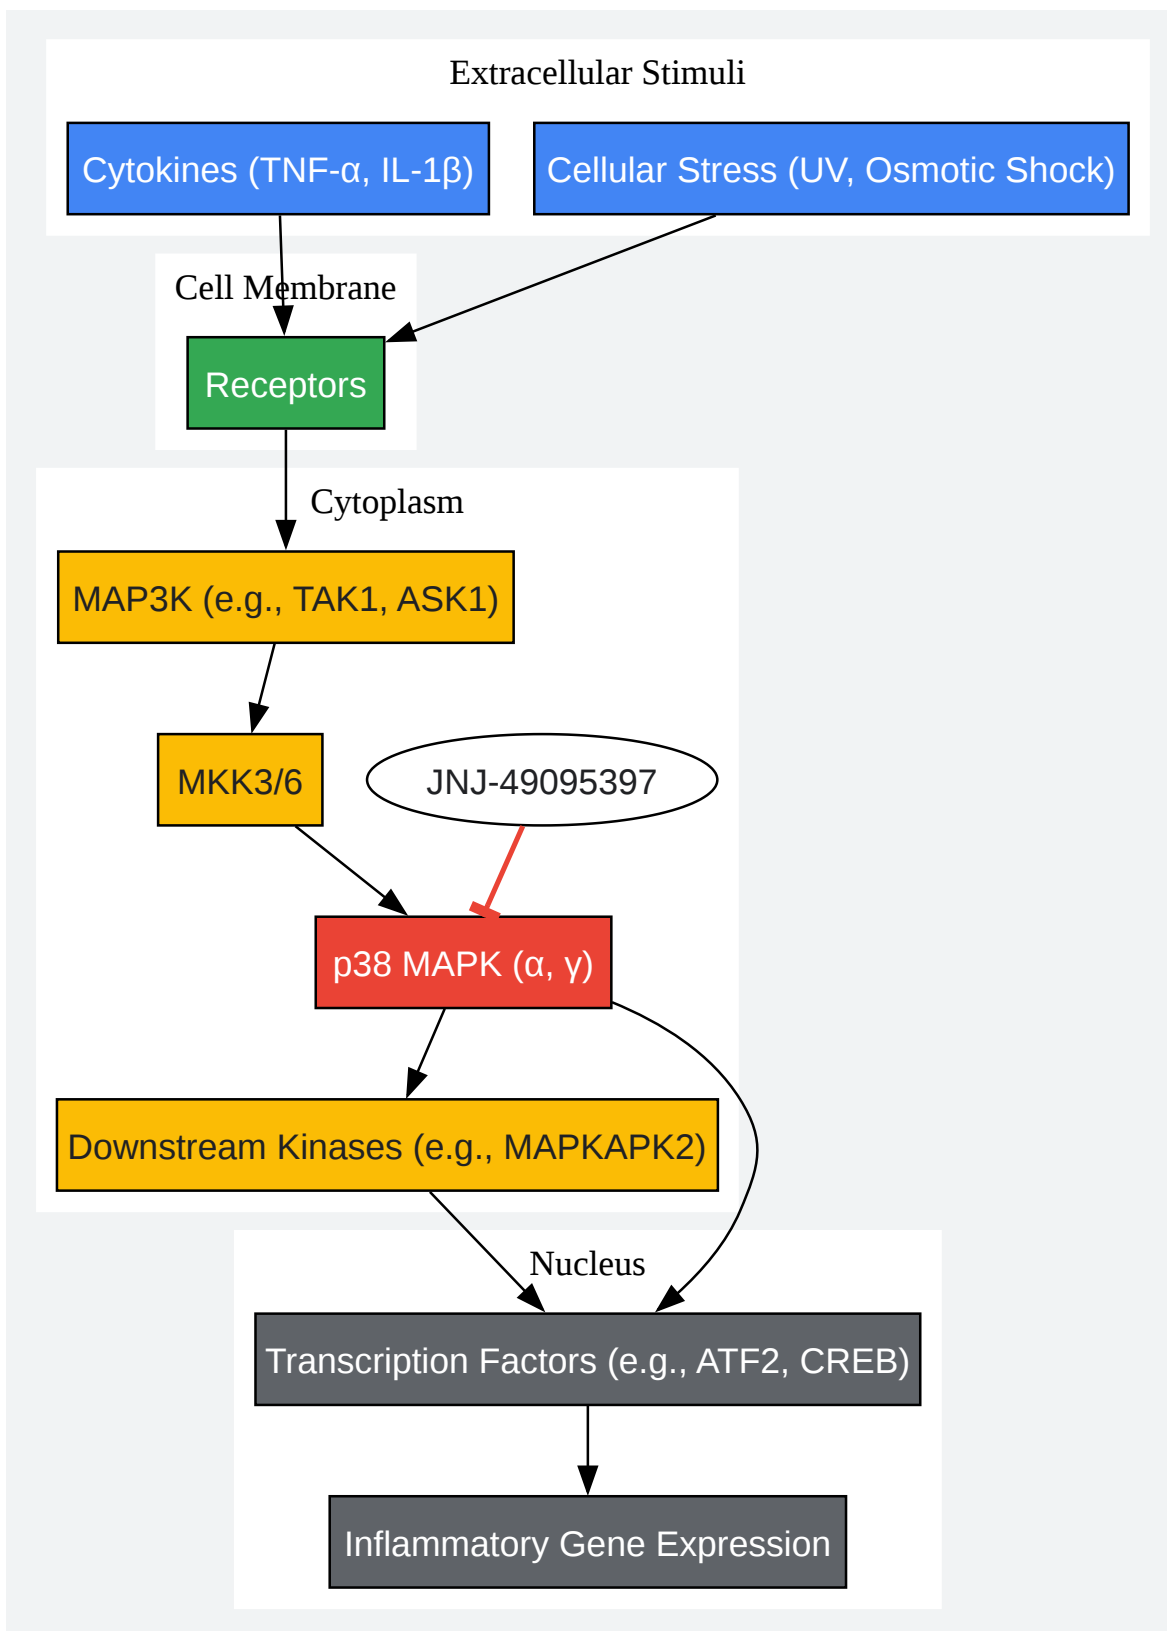 Extracellular Stimuli
Cytokines (TNF-α, IL-1β)
Cellular Stress (UV, Osmotic Shock)
Cell Membrane
Receptors
Cytoplasm
MAP3K (e.g., TAK1, ASK1)
MKK3/6
JNJ-49095397
p38 MAPK (α, γ)
Downstream Kinases (e.g., MAPKAPK2)
Nucleus
Transcription Factors (e.g., ATF2, CREB)
Inflammatory Gene Expression